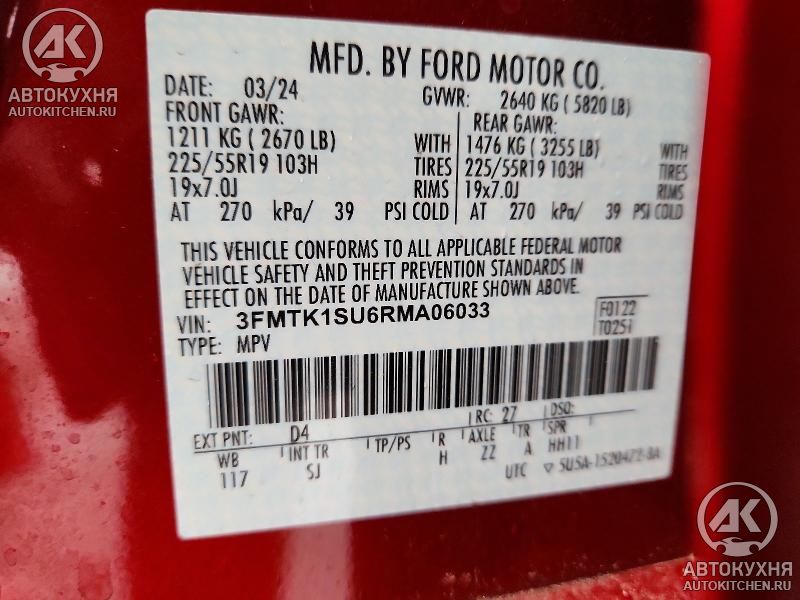 AK
АВТОКУХНЯ
AUTOKITCHEN.RU
MFD. BY FORD MOTOR CO.
DATE: 03/24 GVWR: 2640 KG ( 5820 LB)
FRONT GAWR: REAR GAWR:
1211 KG ( 2670 LB) WITH 1476 KG ( 3255 LB) WITH
225/55R19 103H TIRES 225/55R19 103H TIRES
19x7.0J RIMS 19x7.0J RIMS
AT 270 kPa/ 39 PSI COLD AT 270 kPa/ 39 PSI COLD
THIS VEHICLE CONFORMS TO ALL APPLICABLE FEDERAL MOTOR
VEHICLE SAFETY AND THEFT PREVENTION STANDARDS IN
EFFECT ON THE DATE OF MANUFACTURE SHOWN ABOVE.
VIN: 3FMTK1SU6RMA06033 F0122
TYPE: MPV T0251
EXT PNT: D4 RC: 27 DSO:
WB INT TR TP/PS R AXLE TR SPR
117 SJ H ZZ A HH11
UTC ▽ 5U5A-1520472-BA
AK
АВТОКУХНЯ
AUTOKITCHEN.RU